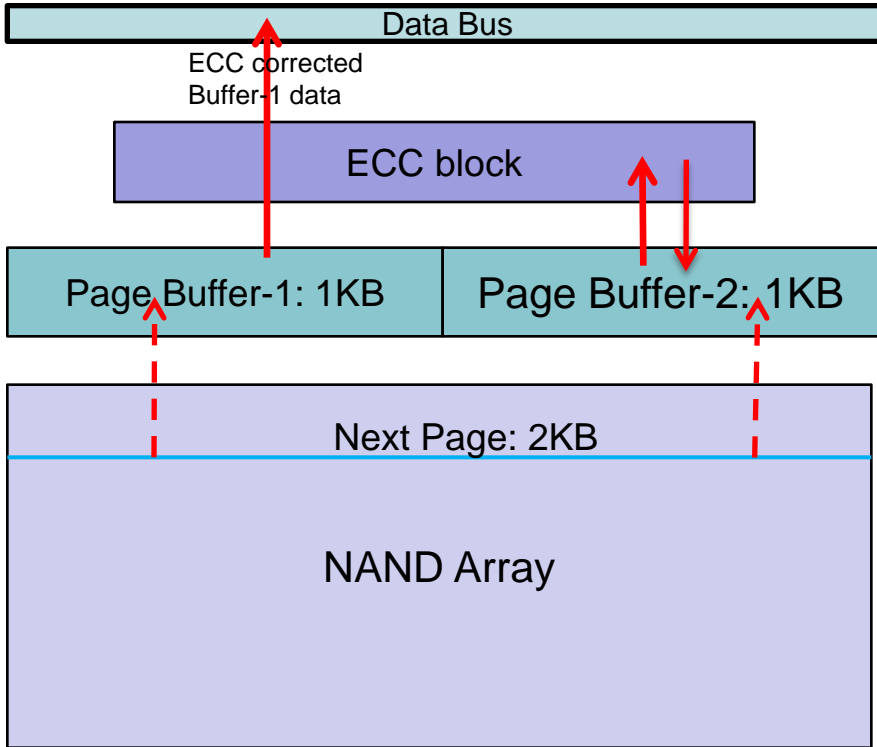 Data Bus
ECC corrected
Buffer-1 data
ECC block
Page Buffer-1: 1KB
Page Buffer-2: 1KB
Next Page: 2KB
NAND Array